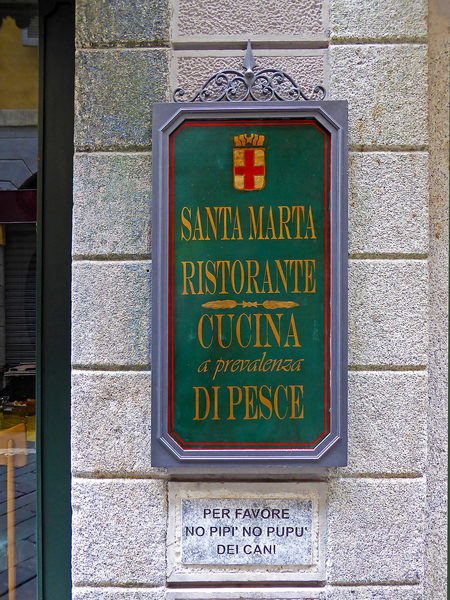 SANTA MARTA
RISTORANTE
CUCINA
a prevalenza
DI PESCE
PER FAVORE
NO PIPI' NO PUPU'
DEI CANI